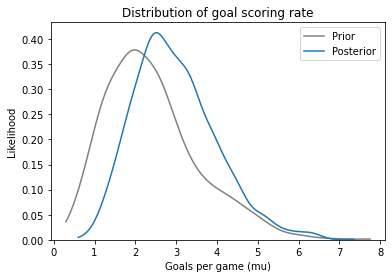 Distribution of goal scoring rate
Prior
Posterior
Likelihood
0.40
0.35
0.30
0.25
0.20
0.15
0.10
0.05
0.00
0 1 2 3 4 5 6 7 8
Goals per game (mu)